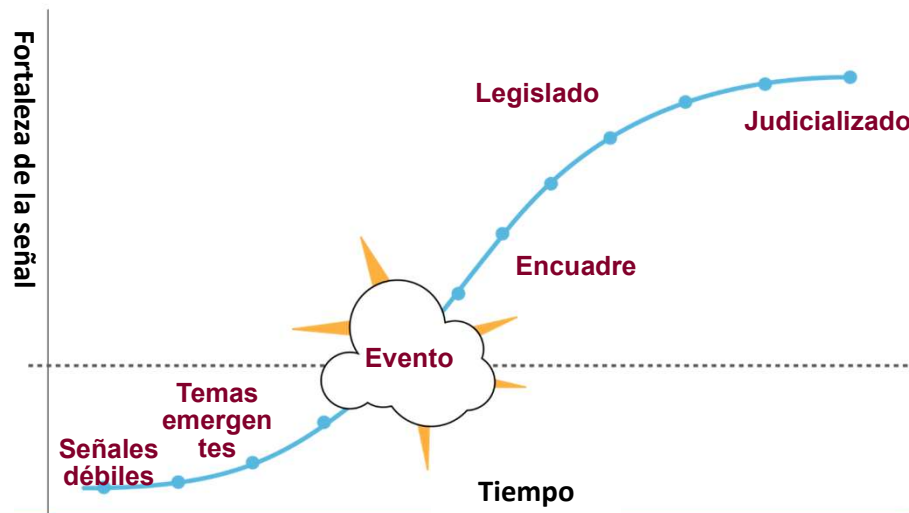 Fortaleza de la señal
Legislado
Judicializado
Encuadre
Evento
Temas
emergen
tes
Señales
débiles
Tiempo